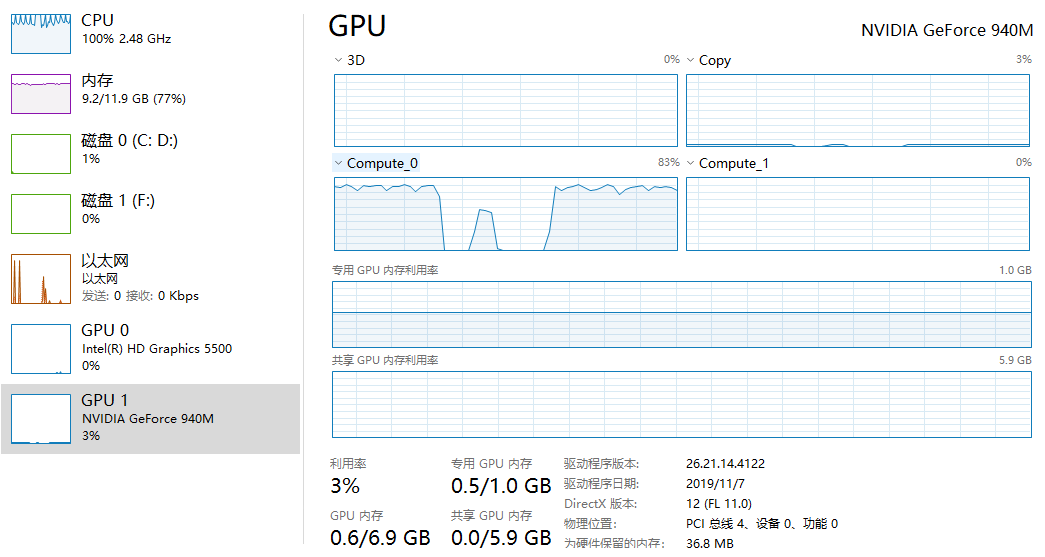 CPU
100% 2.48 GHz
内存
9.2/11.9 GB (77%)
磁盘 0 (C: D:)
1%
磁盘 1 (F:)
0%
以太网
以太网
发送: 0 接收: 0 Kbps
GPU 0
Intel(R) HD Graphics 5500
0%
GPU 1
NVIDIA GeForce 940M
3%
GPU
NVIDIA GeForce 940M
3D 0%
Copy 3%
Compute_0 83%
Compute_1 0%
专用 GPU 内存利用率 1.0 GB
共享 GPU 内存利用率 5.9 GB
利用率
3%
专用 GPU 内存
0.5/1.0 GB
GPU 内存
0.6/6.9 GB
共享 GPU 内存
0.0/5.9 GB
驱动程序版本: 26.21.14.4122
驱动程序日期: 2019/11/7
DirectX 版本: 12 (FL 11.0)
物理位置: PCI 总线 4、设备 0、功能 0
为硬件保留的内存: 36.8 MB